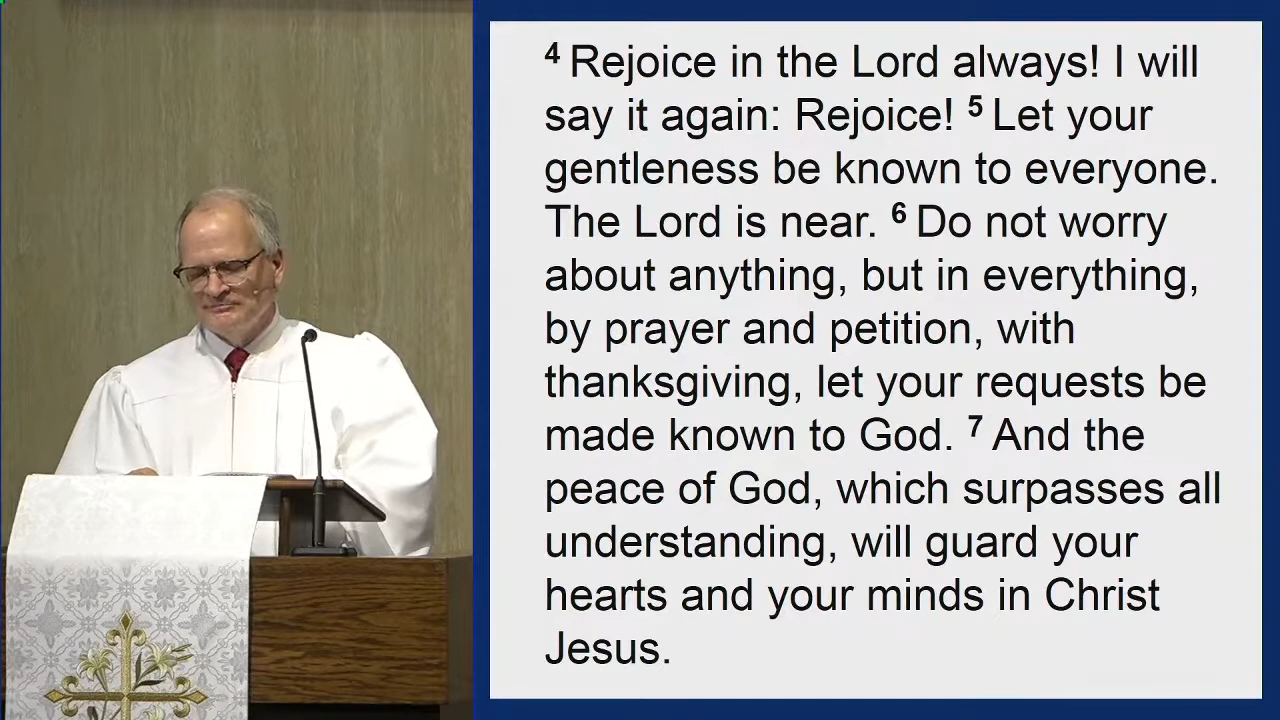 4 Rejoice in the Lord always! I will
say it again: Rejoice! 5 Let your
gentleness be known to everyone.
The Lord is near. 6 Do not worry
about anything, but in everything,
by prayer and petition, with
thanksgiving, let your requests be
made known to God. 7 And the
peace of God, which surpasses all
understanding, will guard your
hearts and your minds in Christ
Jesus.